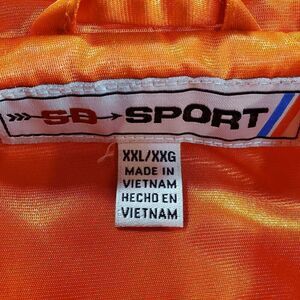 SB SPORT
XXL/XXG
MADE IN
VIETNAM
HECHO EN
VIETNAM